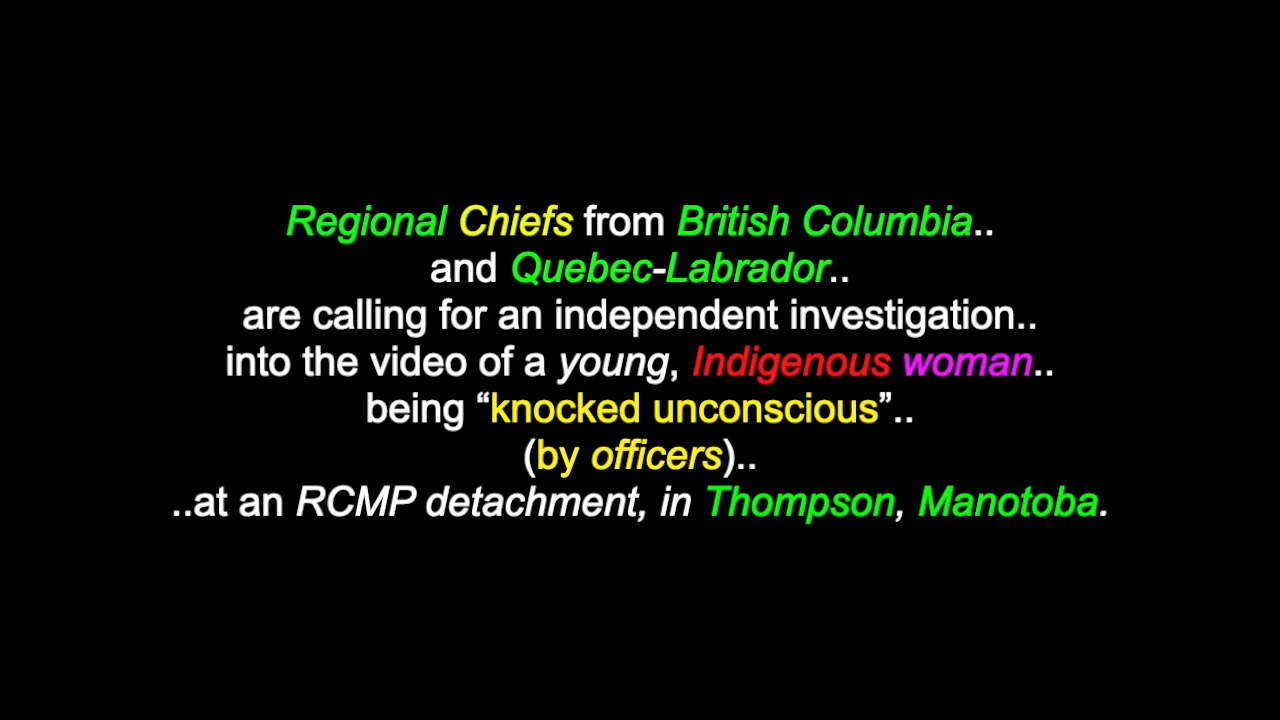 Regional Chiefs from British Columbia..
and Quebec-Labrador..
are calling for an independent investigation..
into the video of a young, Indigenous woman..
being “knocked unconscious”..
(by officers)..
..at an RCMP detachment, in Thompson, Manotoba.